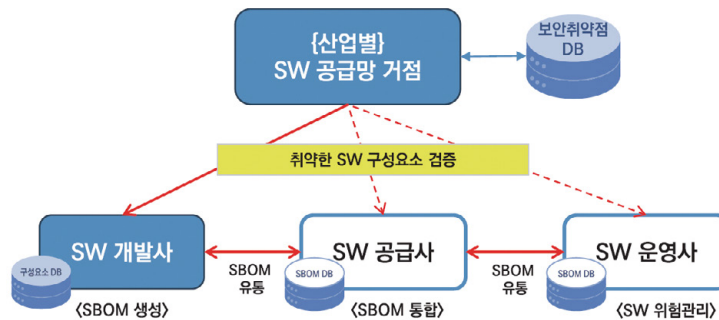 {산업별}
SW 공급망 거점
보안취약점
DB
취약한 SW 구성요소 검증
SW 개발사
SW 공급사
SW 운영사
구성요소 DB
SBOM
유통
SBOM DB
SBOM
유통
SBOM DB
〈SBOM 생성〉
〈SBOM 통합〉
〈SW 위험관리〉